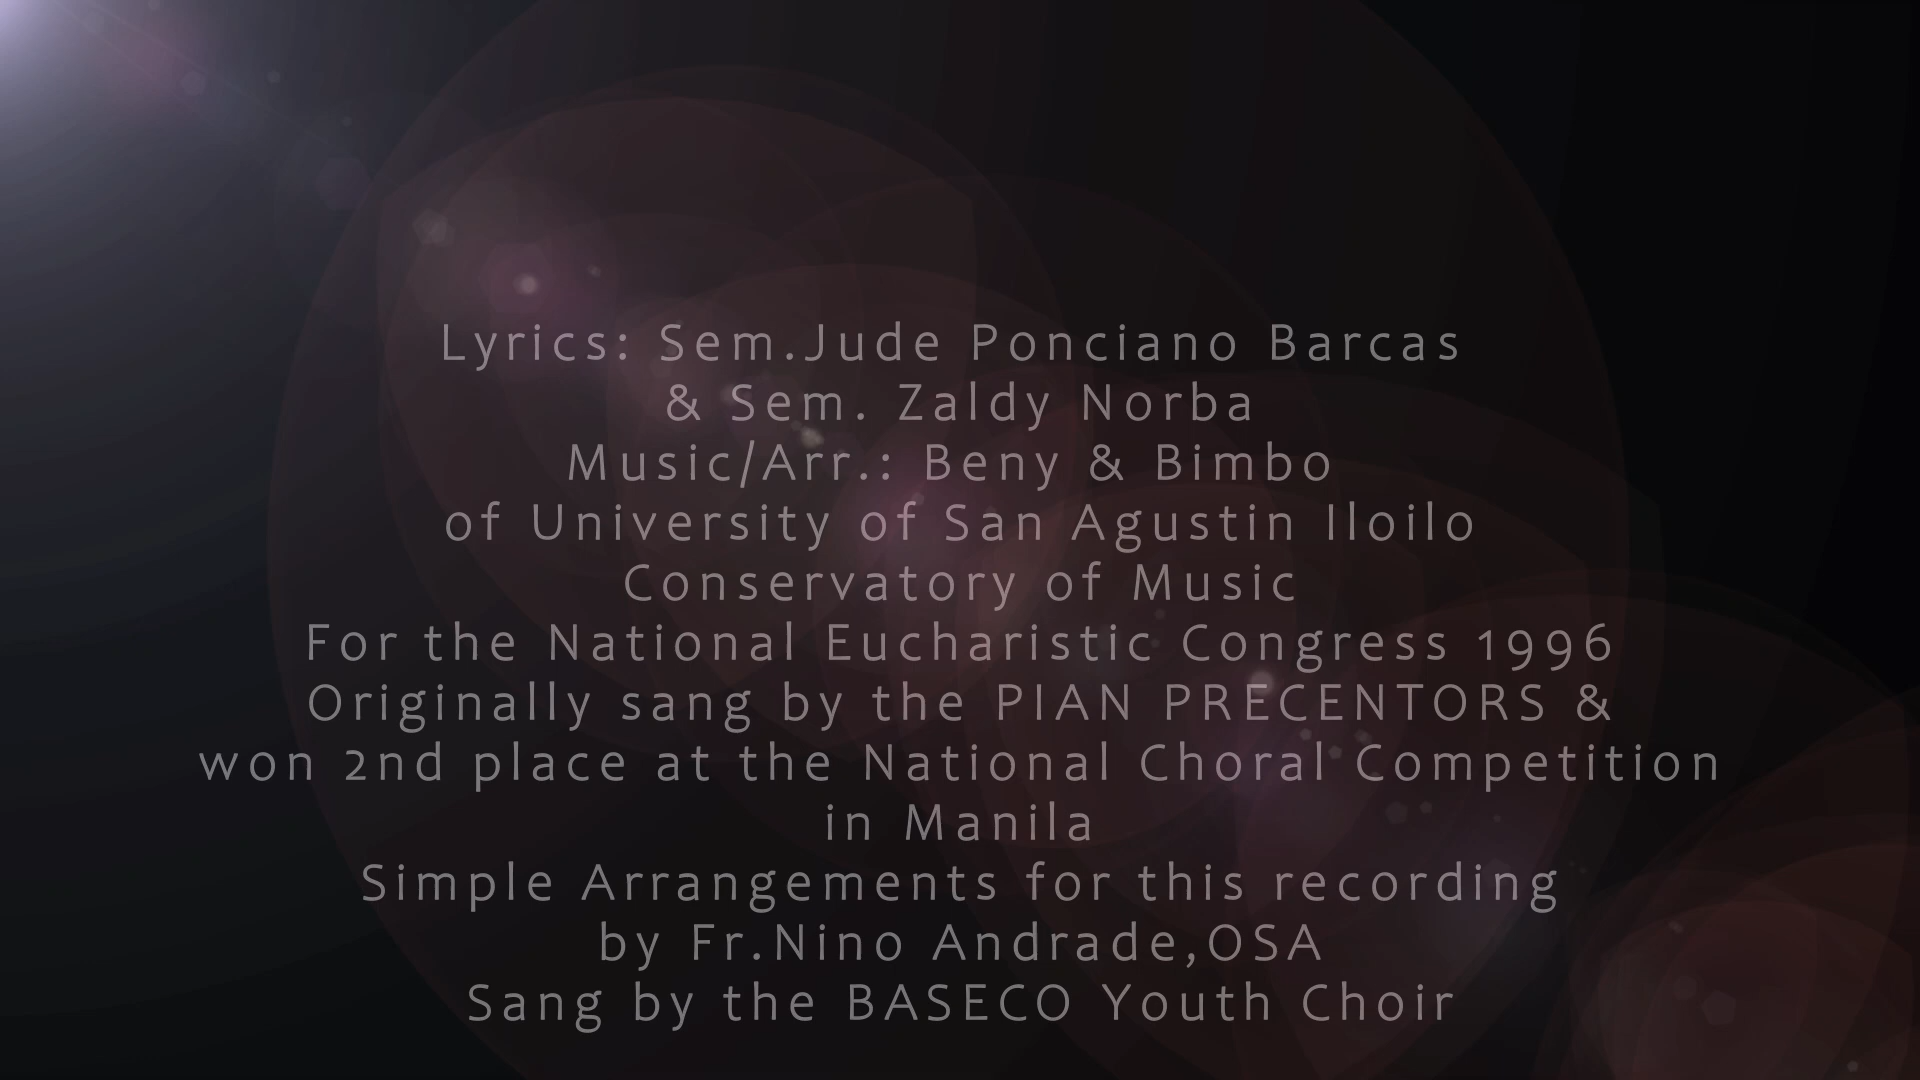 Lyrics: Sem.Jude Ponciano Barcas
& Sem. Zaldy Norba
Music/Arr.: Beny & Bimbo
of University of San Agustin Iloilo
Conservatory of Music
For the National Eucharistic Congress 1996
Originally sang by the PIAN PRECENTORS &
won 2nd place at the National Choral Competition
in Manila
Simple Arrangements for this recording
by Fr.Nino Andrade,OSA
Sang by the BASECO Youth Choir